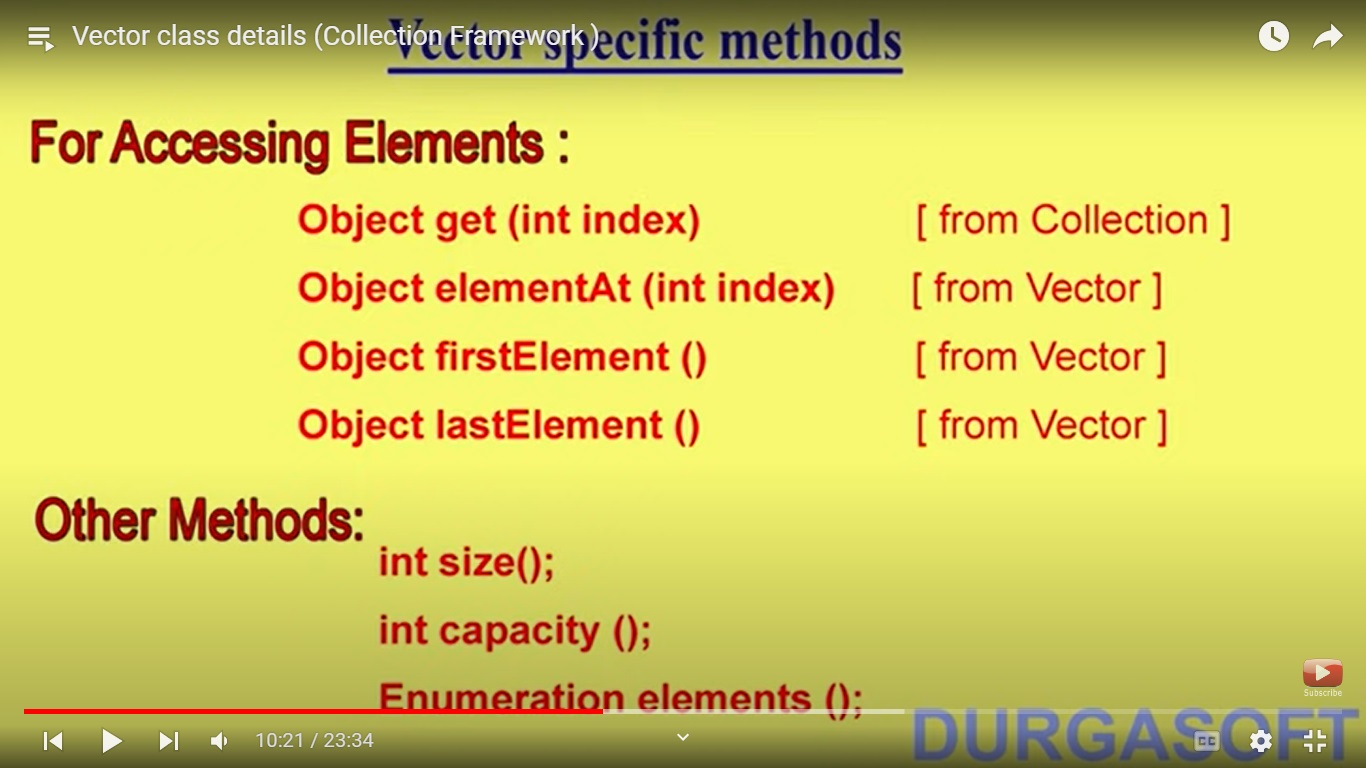 Vector class details (Collection Framework )
Vector specific methods
For Accessing Elements :
Object get (int index) [ from Collection ]
Object elementAt (int index) [ from Vector ]
Object firstElement () [ from Vector ]
Object lastElement () [ from Vector ]
Other Methods:
int size();
int capacity ();
Enumeration elements ();
Subscribe
DURGASOFT
10:21 / 23:34
CC